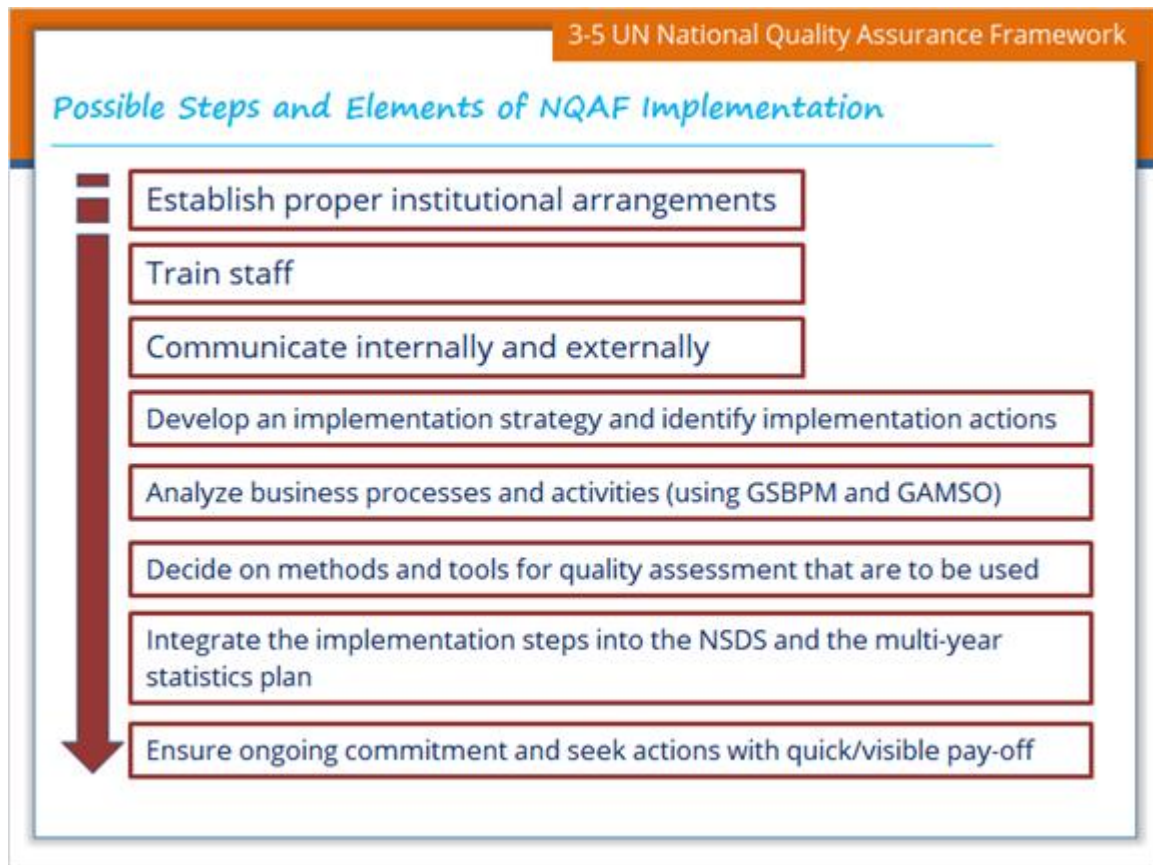 3-5 UN National Quality Assurance Framework
Possible Steps and Elements of NQAF Implementation
Establish proper institutional arrangements
Train staff
Communicate internally and externally
Develop an implementation strategy and identify implementation actions
Analyze business processes and activities (using GSBPM and GAMSO)
Decide on methods and tools for quality assessment that are to be used
Integrate the implementation steps into the NSDS and the multi-year
statistics plan
Ensure ongoing commitment and seek actions with quick/visible pay-off